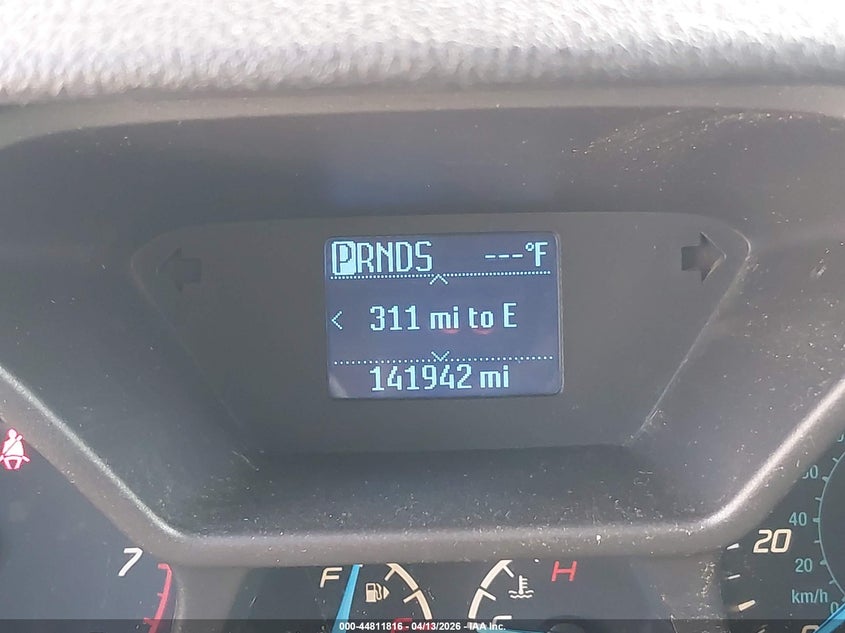 PRNDS ---°F
< 311 mi to E
141942 mi
7
F
H
20
40
20
km/h
000-44811816 - 04/13/2026 - IAA Inc.